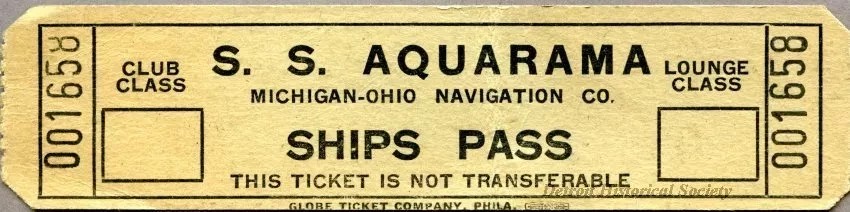 001658
CLUB
CLASS
S. S. AQUARAMA
MICHIGAN-OHIO NAVIGATION CO.
SHIPS PASS
THIS TICKET IS NOT TRANSFERABLE
LOUNGE
CLASS
001658
Detroit Historical Society
GLOBE TICKET COMPANY, PHILA.